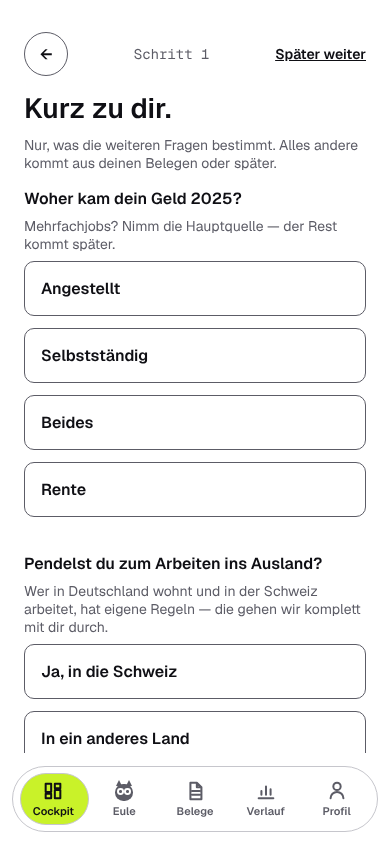 Schritt 1
Später weiter
Kurz zu dir.
Nur, was die weiteren Fragen bestimmt. Alles andere
kommt aus deinen Belegen oder später.
Woher kam dein Geld 2025?
Mehrfachjobs? Nimm die Hauptquelle — der Rest
kommt später.
Angestellt
Selbstständig
Beides
Rente
Pendelst du zum Arbeiten ins Ausland?
Wer in Deutschland wohnt und in der Schweiz
arbeitet, hat eigene Regeln — die gehen wir komplett
mit dir durch.
Ja, in die Schweiz
In ein anderes Land
Cockpit
Eule
Belege
Verlauf
Profil